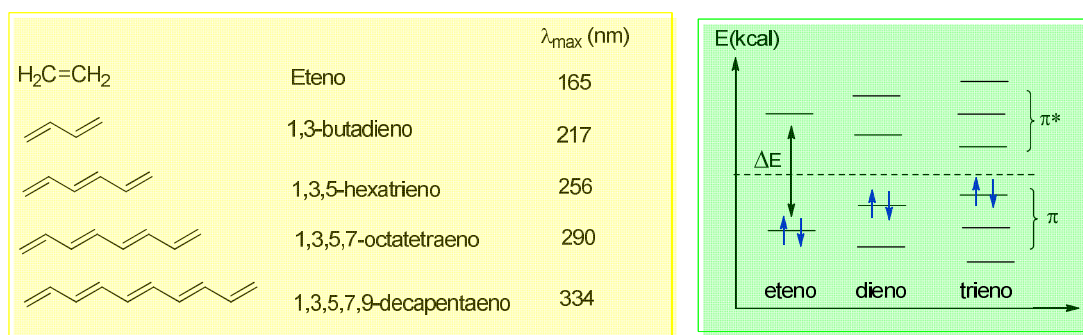 λmax (nm)
H2C=CH2 Eteno 165
1,3-butadieno 217
1,3,5-hexatrieno 256
1,3,5,7-octatetraeno 290
1,3,5,7,9-decapentaeno 334
E(kcal)
π*
ΔE
π
eteno dieno trieno